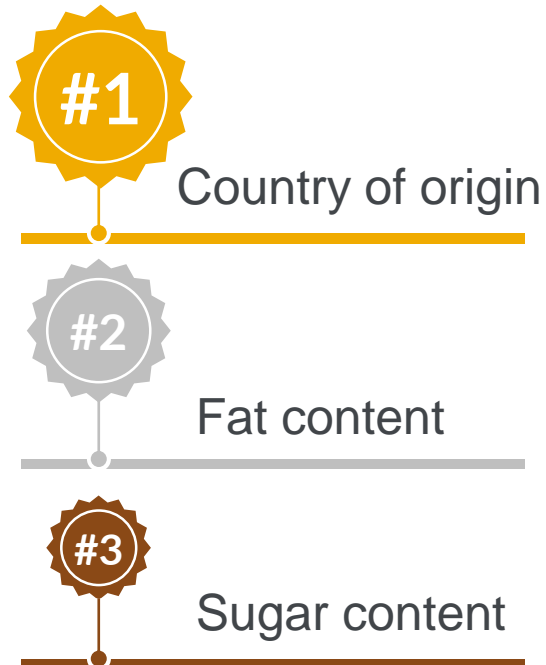 #1
Country of origin
#2
Fat content
#3
Sugar content